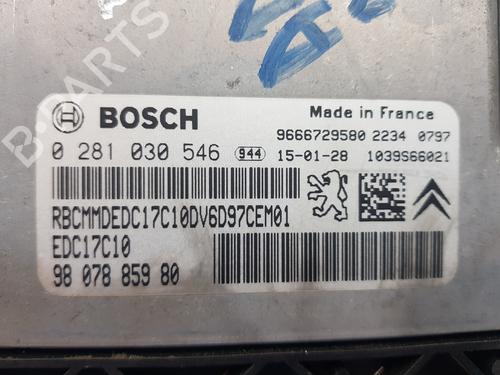 BOSCH
Made in France
9666729580 2234 0797
0 281 030 546 944 15-01-28 1039S66021
RBCMMDEDC17C10DV6D97CEM01
EDC17C10
98 078 859 80
B-PARTS